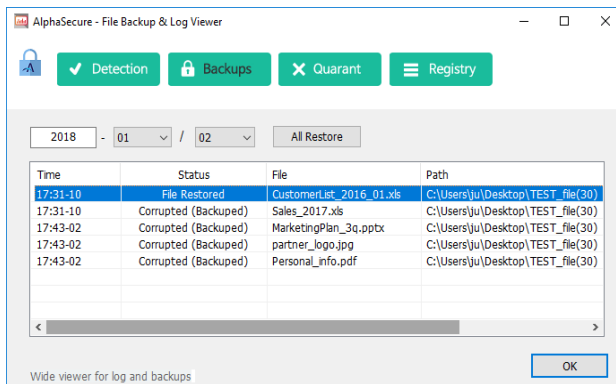 AlphaSecure - File Backup & Log Viewer
Detection Backups Quarant Registry
2018 - 01 / 02 All Restore
Time Status File Path
17:31-10 File Restored CustomerList_2016_01.xls C:\Users\ju\Desktop\TEST_file(30)
17:31-10 Corrupted (Backuped) Sales_2017.xls C:\Users\ju\Desktop\TEST_file(30)
17:43-02 Corrupted (Backuped) MarketingPlan_3q.pptx C:\Users\ju\Desktop\TEST_file(30)
17:43-02 Corrupted (Backuped) partner_logo.jpg C:\Users\ju\Desktop\TEST_file(30)
17:43-02 Corrupted (Backuped) Personal_info.pdf C:\Users\ju\Desktop\TEST_file(30)
OK
Wide viewer for log and backups